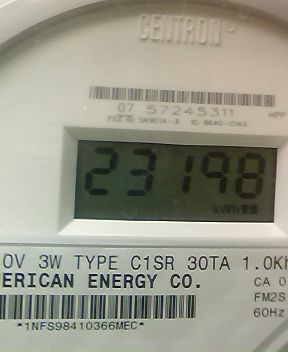 CENTRON®
07 57245311
23198
kWh
0V 3W TYPE C1SR 30TA 1.0Kh
ERICAN ENERGY CO.
CA 0
FM2S
60Hz
*1NFS98410366MEC*